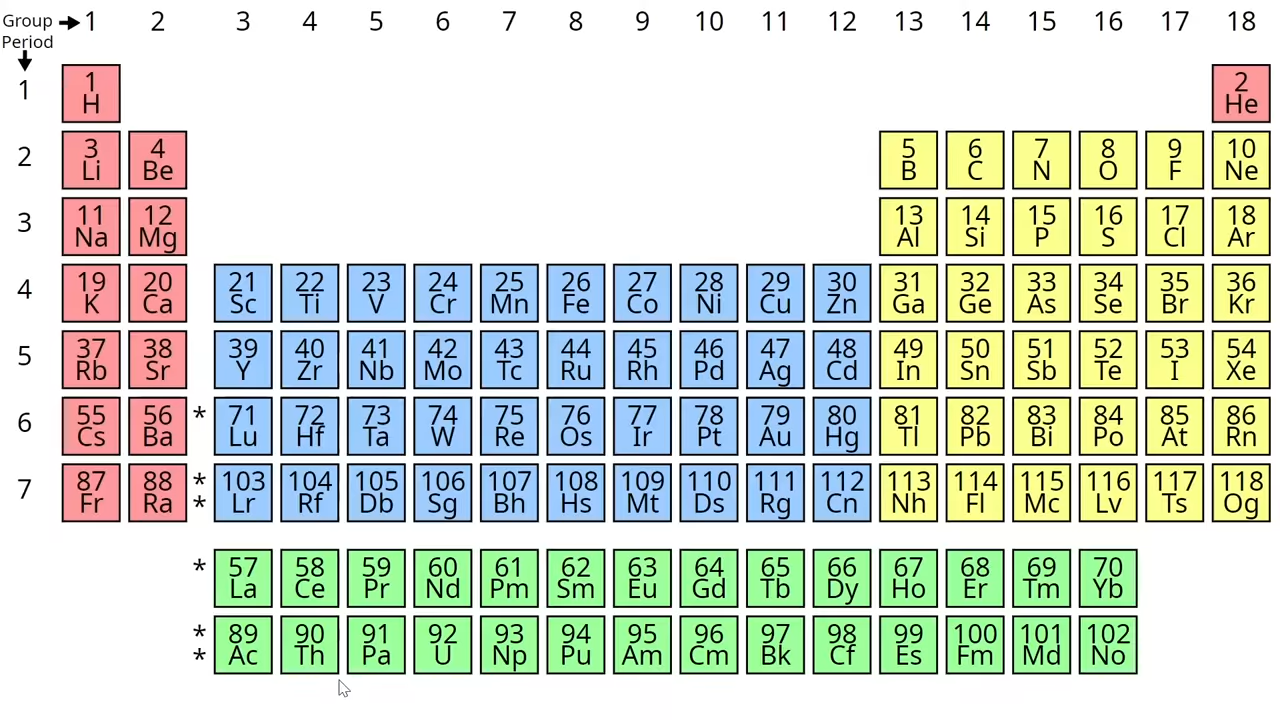 Group 1 2 3 4 5 6 7 8 9 10 11 12 13 14 15 16 17 18
Period
1
1 2
H He
2
3 4 5 6 7 8 9 10
Li Be B C N O F Ne
3
11 12 13 14 15 16 17 18
Na Mg Al Si P S Cl Ar
4
19 20 21 22 23 24 25 26 27 28 29 30 31 32 33 34 35 36
K Ca Sc Ti V Cr Mn Fe Co Ni Cu Zn Ga Ge As Se Br Kr
5
37 38 39 40 41 42 43 44 45 46 47 48 49 50 51 52 53 54
Rb Sr Y Zr Nb Mo Tc Ru Rh Pd Ag Cd In Sn Sb Te I Xe
6
55 56 * 71 72 73 74 75 76 77 78 79 80 81 82 83 84 85 86
Cs Ba Lu Hf Ta W Re Os Ir Pt Au Hg Tl Pb Bi Po At Rn
7
87 88 * 103 104 105 106 107 108 109 110 111 112 113 114 115 116 117 118
Fr Ra * Lr Rf Db Sg Bh Hs Mt Ds Rg Cn Nh Fl Mc Lv Ts Og
* 57 58 59 60 61 62 63 64 65 66 67 68 69 70
La Ce Pr Nd Pm Sm Eu Gd Tb Dy Ho Er Tm Yb
* 89 90 91 92 93 94 95 96 97 98 99 100 101 102
* Ac Th Pa U Np Pu Am Cm Bk Cf Es Fm Md No